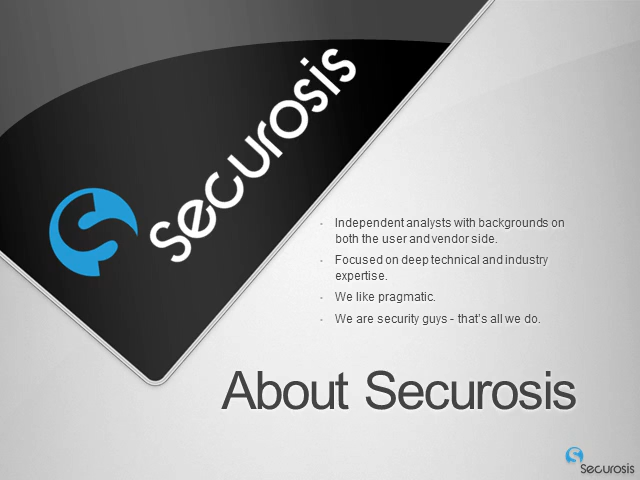 Securosis
- Independent analysts with backgrounds on
both the user and vendor side.
- Focused on deep technical and industry
expertise.
- We like pragmatic.
- We are security guys - that's all we do.
About Securosis
Securosis